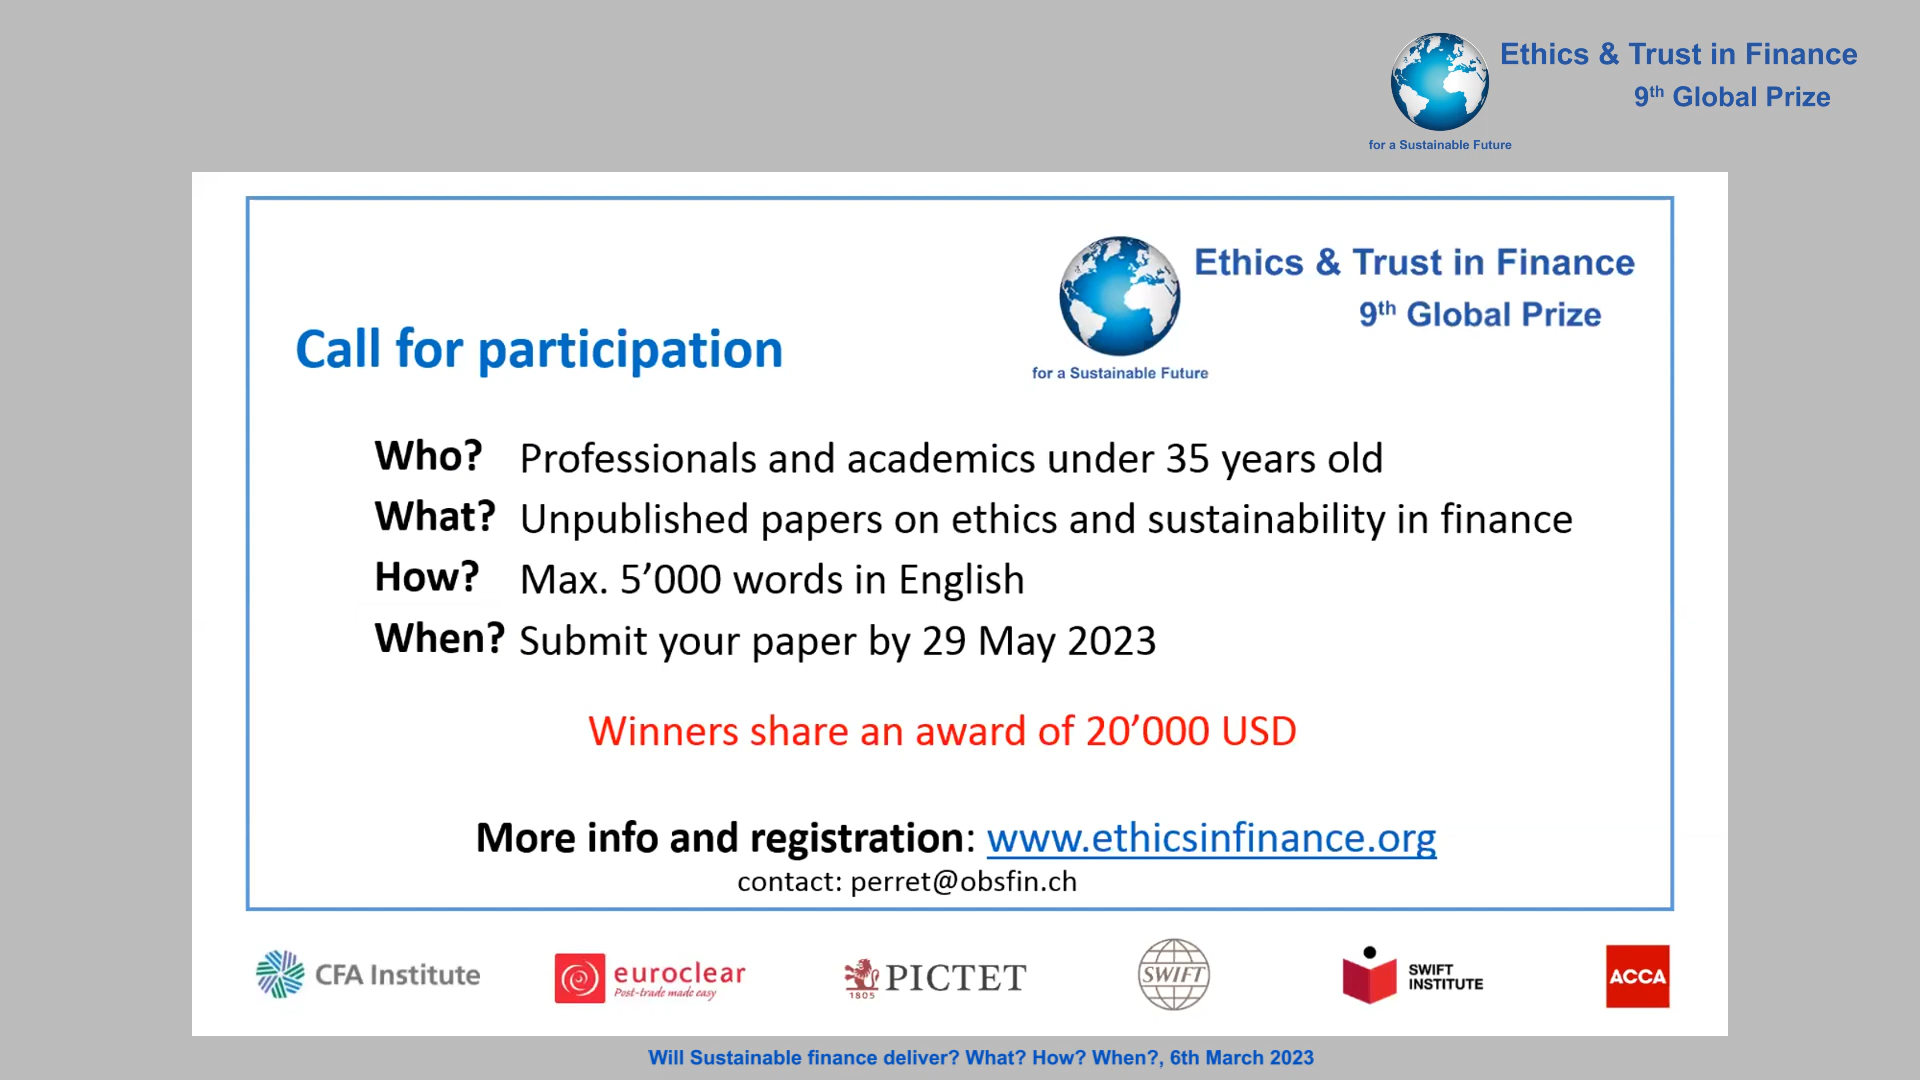 Ethics & Trust in Finance
9th Global Prize
for a Sustainable Future
Ethics & Trust in Finance
9th Global Prize
for a Sustainable Future
Call for participation
Who? Professionals and academics under 35 years old
What? Unpublished papers on ethics and sustainability in finance
How? Max. 5’000 words in English
When? Submit your paper by 29 May 2023
Winners share an award of 20’000 USD
More info and registration: www.ethicsinfinance.org
contact: perret@obsfin.ch
CFA Institute
euroclear
Post-trade made easy
1805 PICTET
SWIFT
SWIFT
INSTITUTE
ACCA
Will Sustainable finance deliver? What? How? When?, 6th March 2023